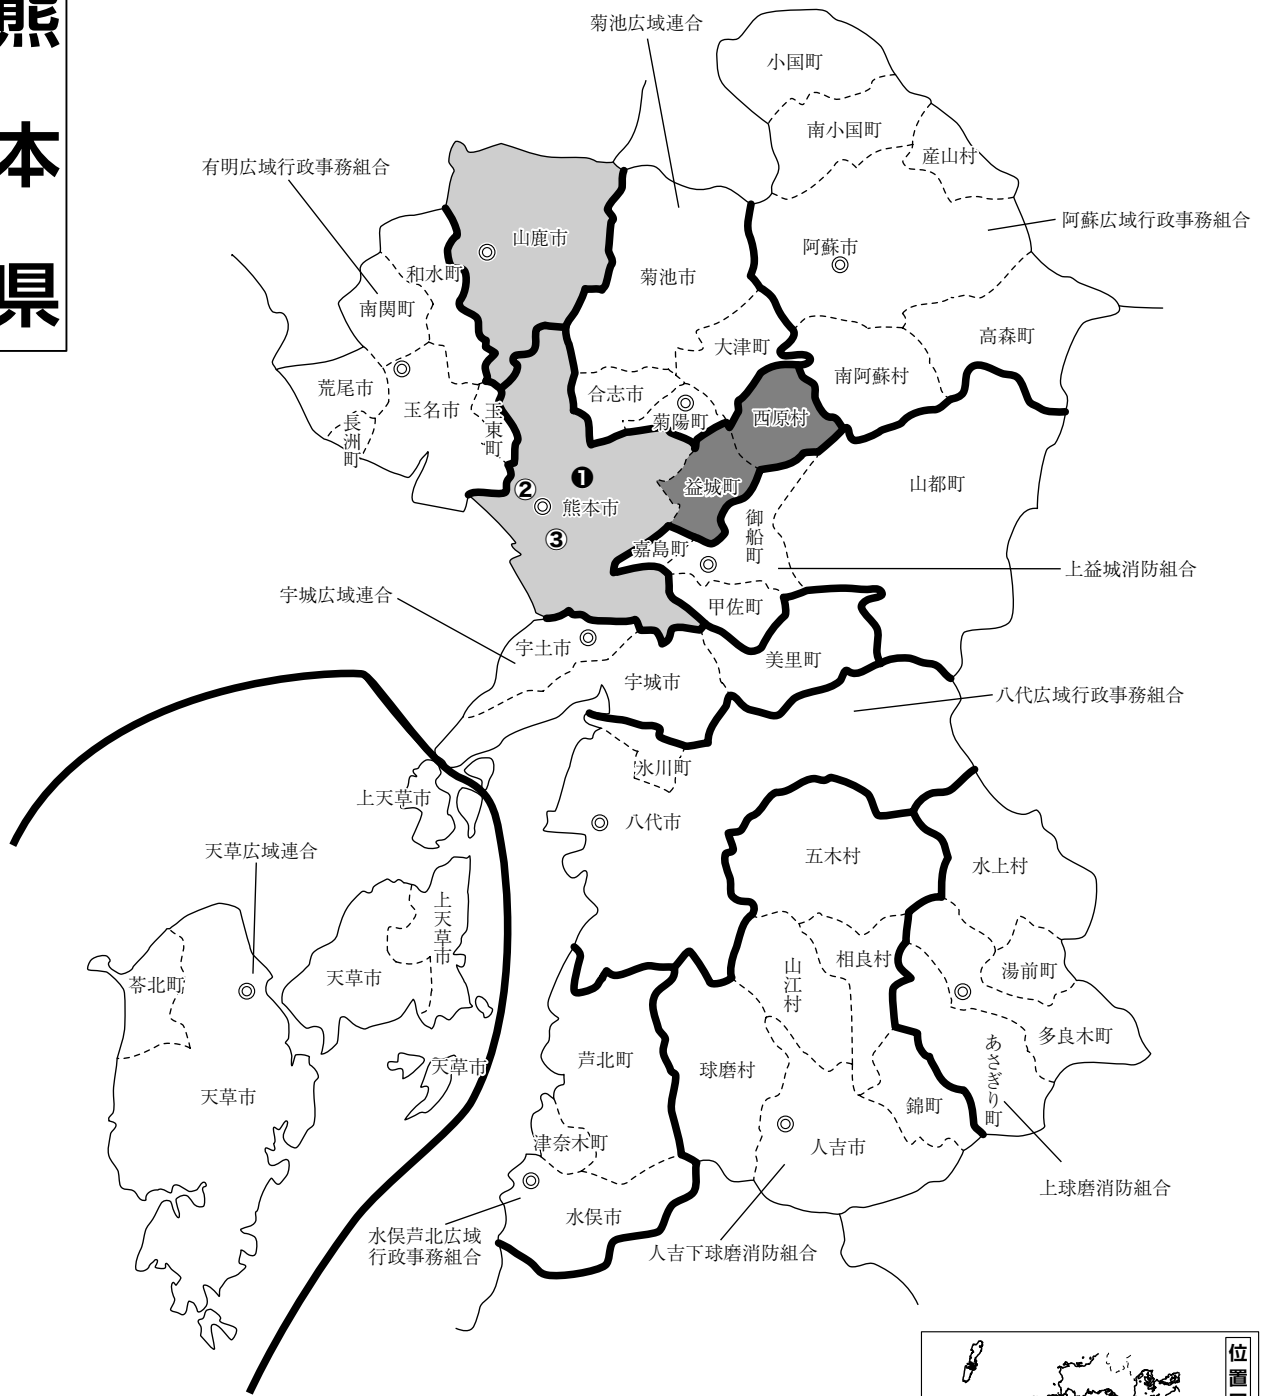 熊本県
菊池広域連合
小国町
南小国町
産山村
有明広域行政事務組合
阿蘇広域行政事務組合
山鹿市
阿蘇市
和水町
菊池市
南関町
高森町
大津町
南阿蘇村
荒尾市
合志市
玉名市
玉東町
菊陽町
西原村
長洲町
❶
②
熊本市
益城町
山都町
御船町
③
嘉島町
上益城消防組合
宇城広域連合
甲佐町
宇土市
美里町
宇城市
八代広域行政事務組合
氷川町
上天草市
八代市
天草広域連合
五木村
水上村
上天草市
相良村
天草市
山江村
湯前町
苓北町
多良木町
あさぎり町
芦北町
天草市
球磨村
天草市
錦町
津奈木町
人吉市
上球磨消防組合
水俣市
水俣芦北広域
行政事務組合
人吉下球磨消防組合
位置